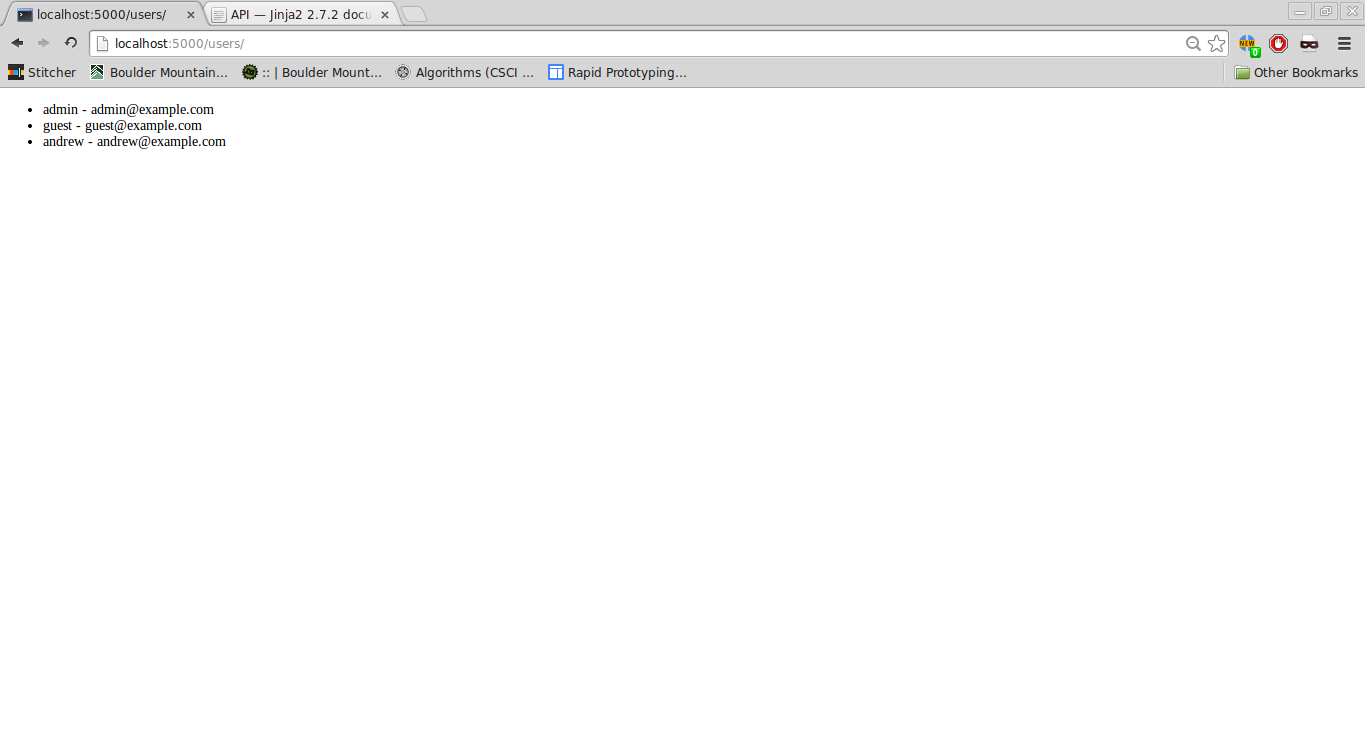 localhost:5000/users/
API — Jinja2 2.7.2 docu
localhost:5000/users/
NEW
0
Stitcher
Boulder Mountain...
:: | Boulder Mount...
Algorithms (CSCI ...
Rapid Prototyping...
Other Bookmarks
• admin - admin@example.com
• guest - guest@example.com
• andrew - andrew@example.com